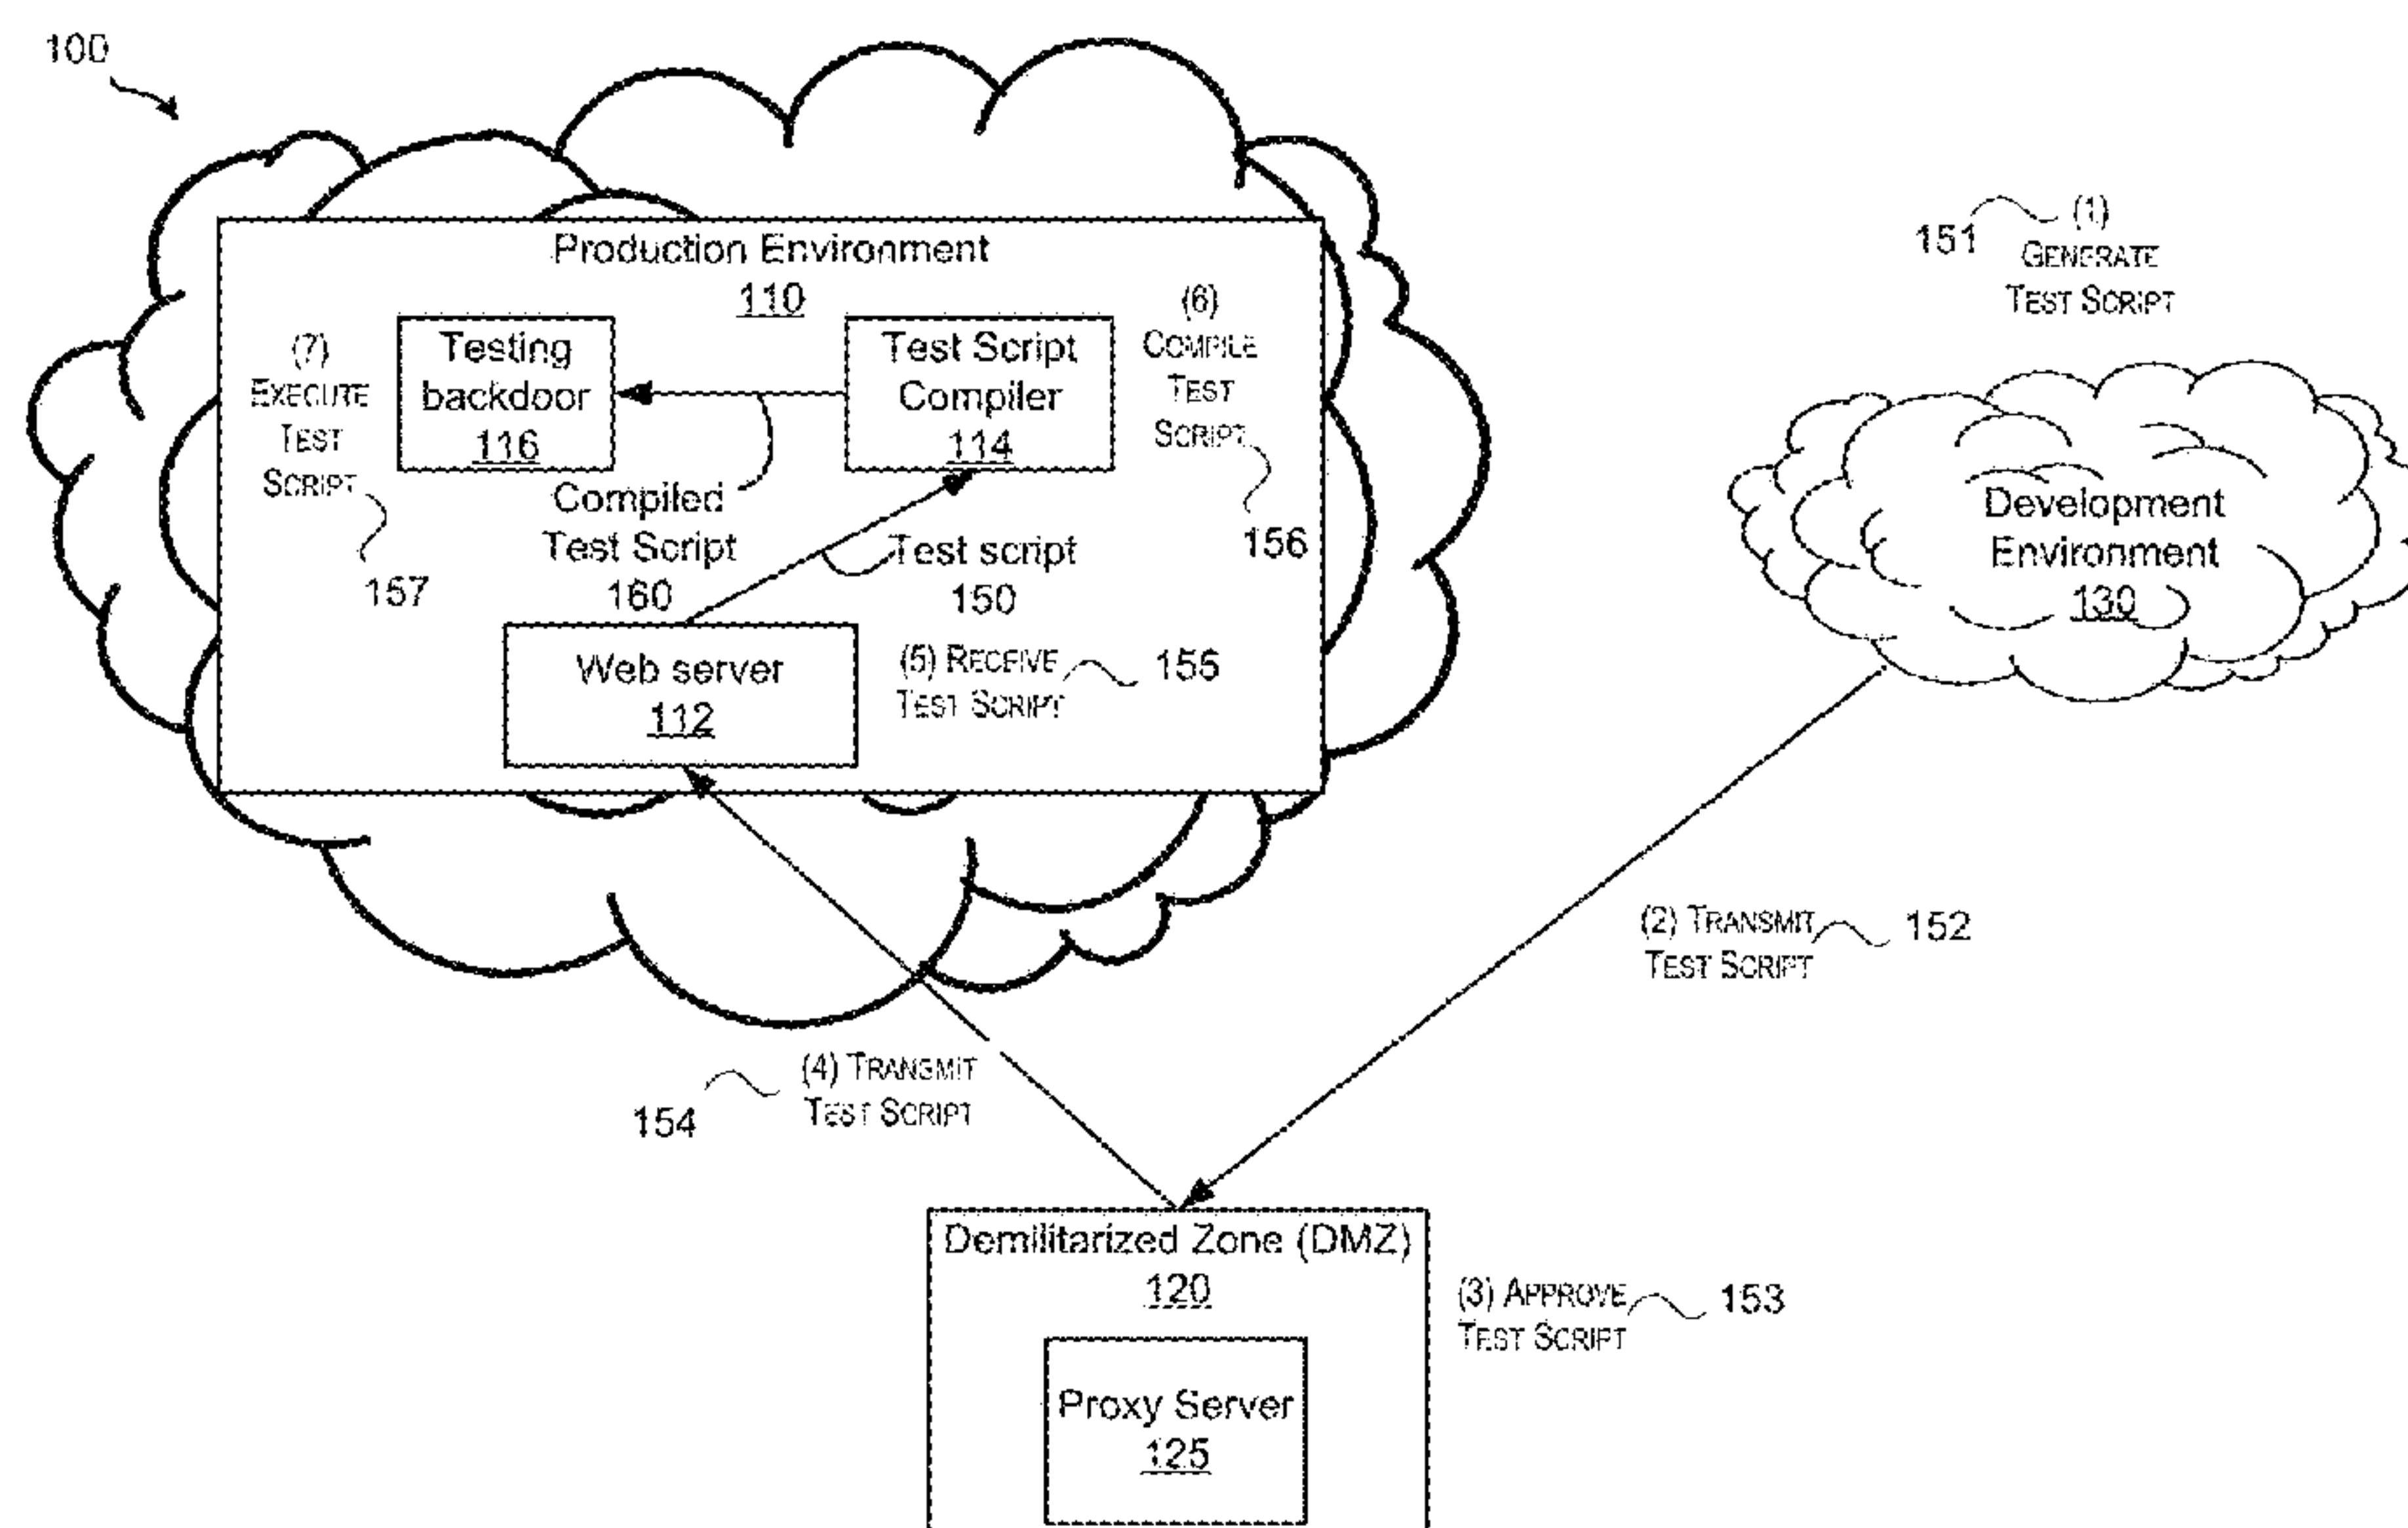 100
Production Environment
110
(7)
EXECUTE
TEST
SCRIPT
157
Testing
backdoor
116
Test Script
Compiler
114
(6)
COMPILE
TEST
SCRIPT
156
Compiled
Test Script
160
Test script
150
Web server
112
(5) RECEIVE
TEST SCRIPT
155
151
(1)
GENERATE
TEST SCRIPT
Development
Environment
130
(2) TRANSMIT
TEST SCRIPT
152
(4) TRANSMIT
TEST SCRIPT
154
Demilitarized Zone (DMZ)
120
(3) APPROVE
TEST SCRIPT
153
Proxy Server
125